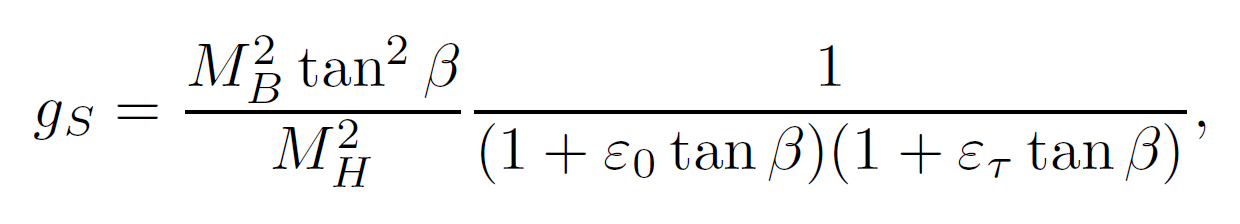 g_S = \frac{M_B^2 \tan^2 \beta}{M_H^2} \frac{1}{(1 + \varepsilon_0 \tan \beta)(1 + \varepsilon_\tau \tan \beta)},